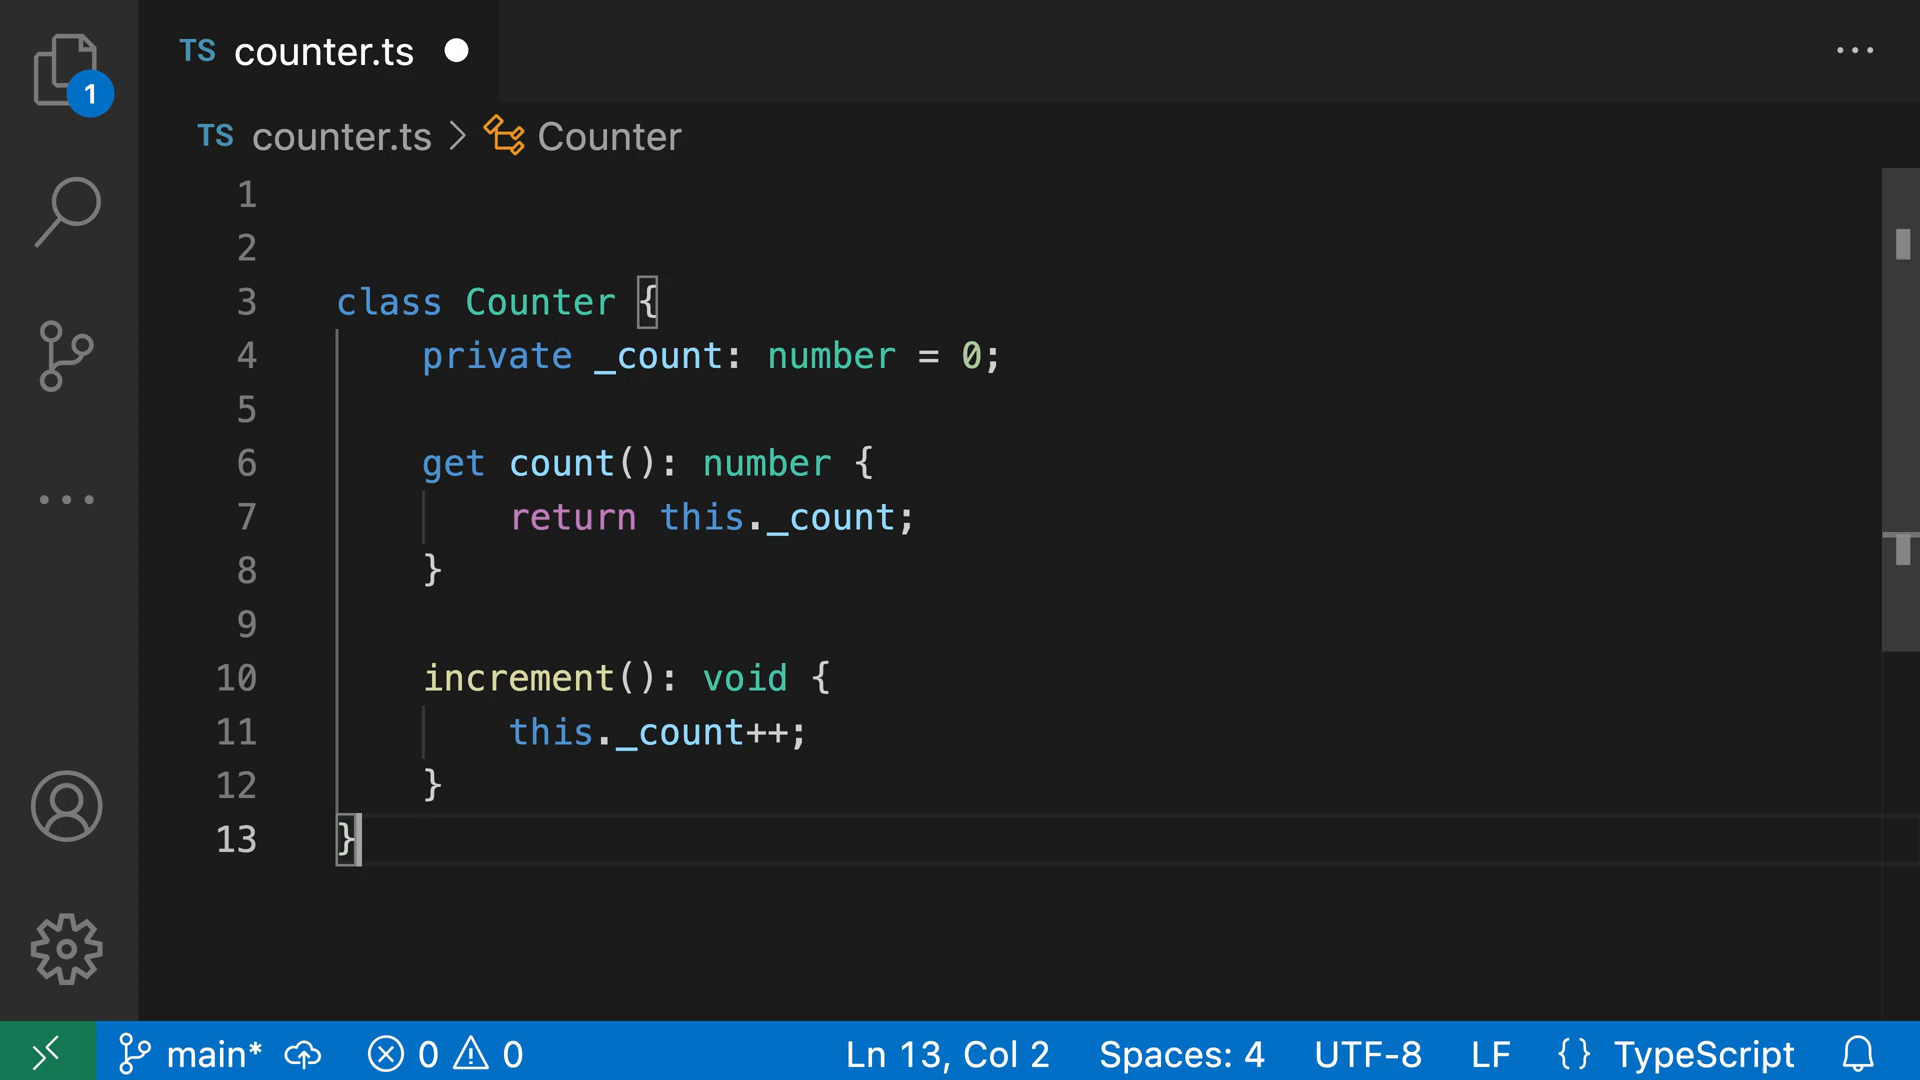 TS counter.ts
1
TS counter.ts > Counter
1
2
3 class Counter {
4 private _count: number = 0;
5
6 get count(): number {
7 return this._count;
8 }
9
10 increment(): void {
11 this._count++;
12 }
13 }
main* 0 0 Ln 13, Col 2 Spaces: 4 UTF-8 LF {} TypeScript